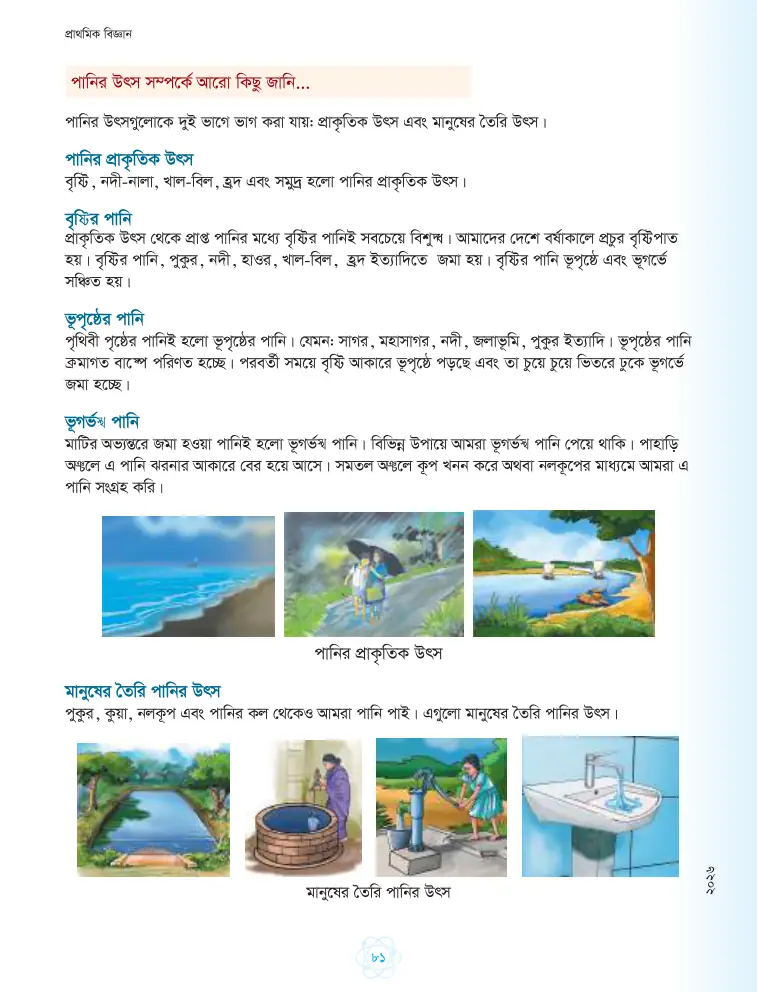 প্রাথমিক বিজ্ঞান
পানির উৎস সম্পর্কে আরো কিছু জানি...
পানির উৎসগুলোকে দুই ভাগে ভাগ করা যায়: প্রাকৃতিক উৎস এবং মানুষের তৈরি উৎস।
পানির প্রাকৃতিক উৎস
বৃষ্টি, নদী-নালা, খাল-বিল, হ্রদ এবং সমুদ্র হলো পানির প্রাকৃতিক উৎস।
বৃষ্টির পানি
প্রাকৃতিক উৎস থেকে প্রাপ্ত পানির মধ্যে বৃষ্টির পানিই সবচেয়ে বিশুদ্ধ। আমাদের দেশে বর্ষাকালে প্রচুর বৃষ্টিপাত
হয়। বৃষ্টির পানি, পুকুর, নদী, হাওর, খাল-বিল, হ্রদ ইত্যাদিতে জমা হয়। বৃষ্টির পানি ভূপৃষ্ঠে এবং ভূগর্ভে
সঞ্চিত হয়।
ভূপৃষ্ঠের পানি
পৃথিবী পৃষ্ঠের পানিই হলো ভূপৃষ্ঠের পানি। যেমন: সাগর, মহাসাগর, নদী, জলাভূমি, পুকুর ইত্যাদি। ভূপৃষ্ঠের পানি
ক্রমাগত বাষ্পে পরিণত হচ্ছে। পরবর্তী সময়ে বৃষ্টি আকারে ভূপৃষ্ঠে পড়ছে এবং তা চুয়ে চুয়ে ভিতরে ঢুকে ভূগর্ভে
জমা হচ্ছে।
ভূগর্ভস্থ পানি
মাটির অভ্যন্তরে জমা হওয়া পানিই হলো ভূগর্ভস্থ পানি। বিভিন্ন উপায়ে আমরা ভূগর্ভস্থ পানি পেয়ে থাকি। পাহাড়ি
অঞ্চলে এ পানি ঝরনার আকারে বের হয়ে আসে। সমতল অঞ্চলে কূপ খনন করে অথবা নলকূপের মাধ্যমে আমরা এ
পানি সংগ্রহ করি।
পানির প্রাকৃতিক উৎস
মানুষের তৈরি পানির উৎস
পুকুর, কুয়া, নলকূপ এবং পানির কল থেকেও আমরা পানি পাই। এগুলো মানুষের তৈরি পানির উৎস।
মানুষের তৈরি পানির উৎস
২০২৬
৮১